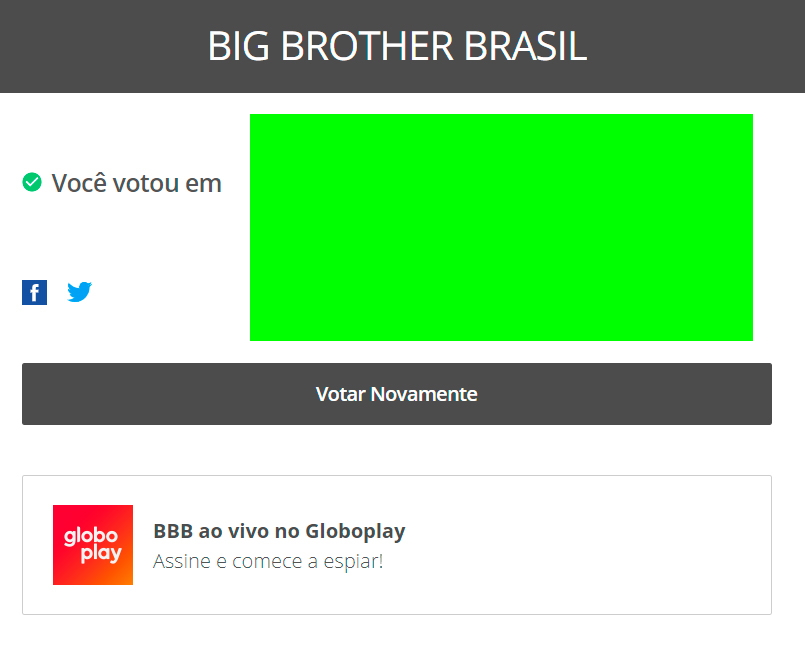 BIG BROTHER BRASIL
Você votou em
f
Votar Novamente
globo
play
BBB ao vivo no Globoplay
Assine e comece a espiar!